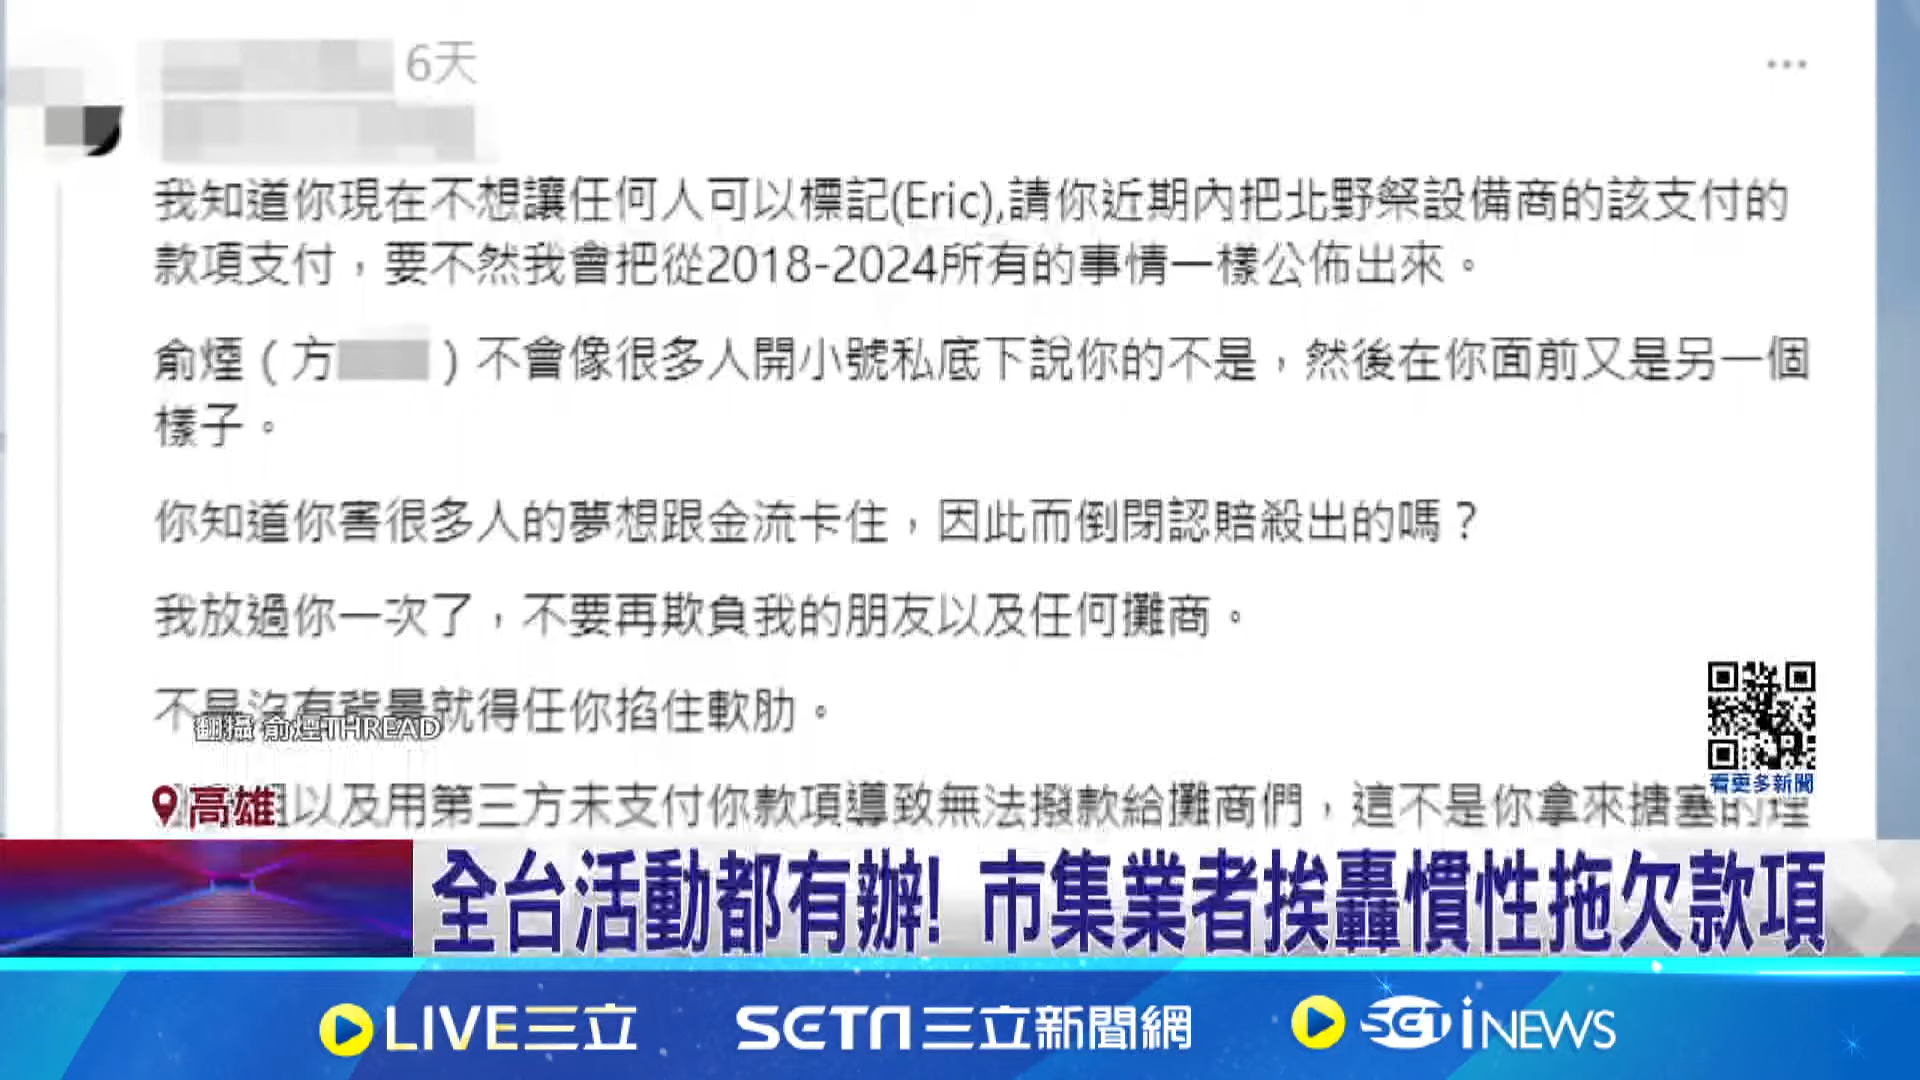 6天
我知道你現在不想讓任何人可以標記(Eric),請你近期內把北野祭設備商的該支付的
款項支付，要不然我會把從2018-2024所有的事情一樣公佈出來。
俞煙（方 ）不會像很多人開小號私底下說你的不是，然後在你面前又是另一個
樣子。
你知道你害很多人的夢想跟金流卡住，因此而倒閉認賠殺出的嗎？
我放過你一次了，不要再欺負我的朋友以及任何攤商。
不是沒有背景就得任你掐住軟肋。
翻攝 俞煙THREAD
看更多新聞
以及用第三方未支付你款項導致無法撥款給攤商們，這不是你拿來搪塞的理
高雄
全台活動都有辦! 市集業者挨轟慣性拖欠款項
LIVE三立 SETN三立新聞網 SET iNEWS